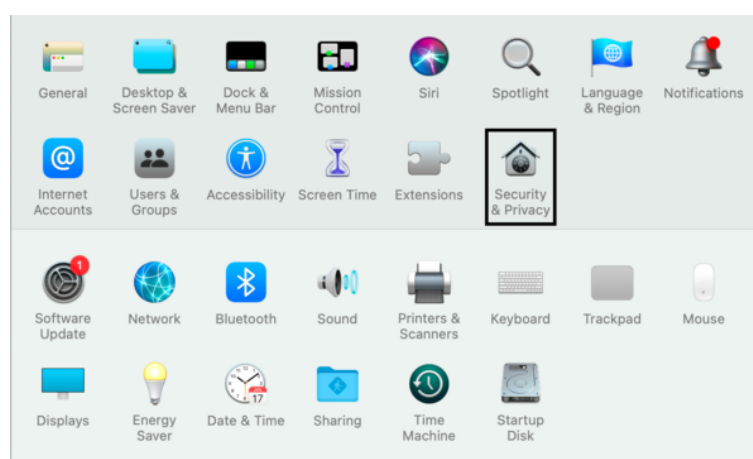 General
Desktop &
Screen Saver
Dock &
Menu Bar
Mission
Control
Siri
Spotlight
Language
& Region
Notifications
@
Internet
Accounts
Users &
Groups
Accessibility
Screen Time
Extensions
Security
& Privacy
1
Software
Update
Network
Bluetooth
Sound
Printers &
Scanners
Keyboard
Trackpad
Mouse
Displays
Energy
Saver
17
Date & Time
Sharing
Time
Machine
Startup
Disk